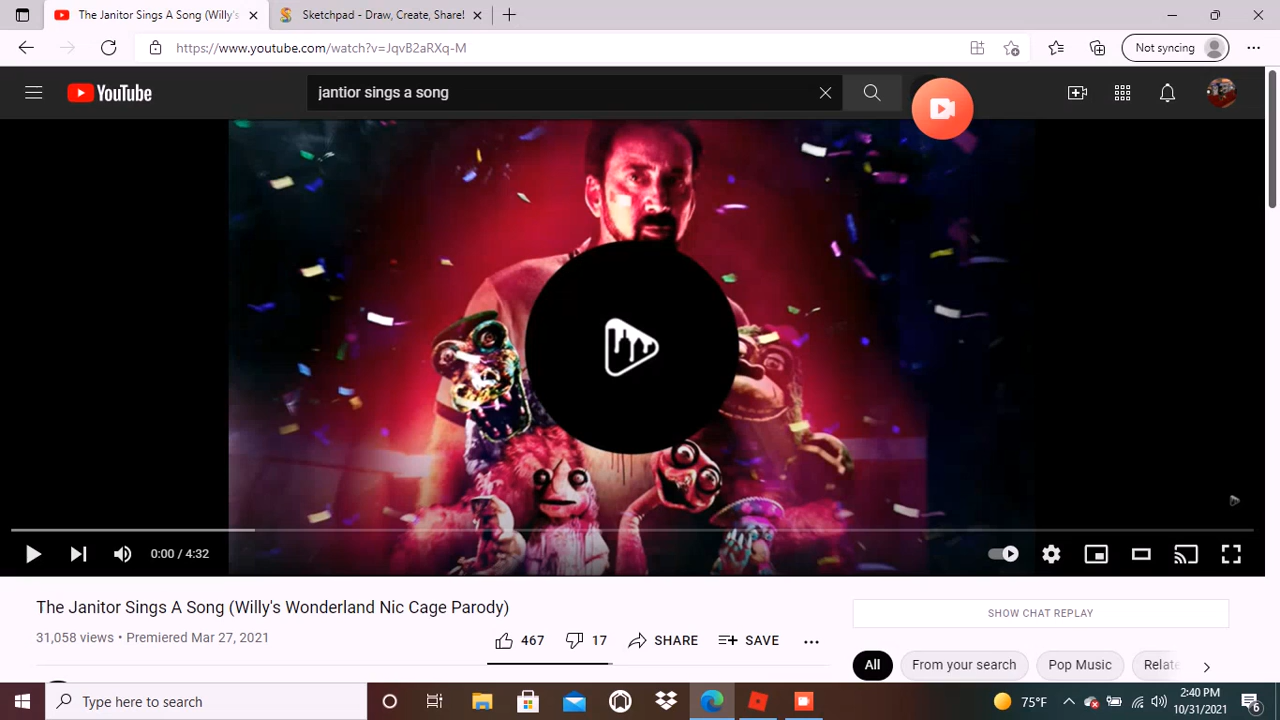 The Janitor Sings A Song (Willy's
Sketchpad - Draw, Create, Share!
https://www.youtube.com/watch?v=JqvB2aRXq-M
Not syncing
YouTube
jantior sings a song
0:00 / 4:32
The Janitor Sings A Song (Willy's Wonderland Nic Cage Parody)
31,058 views • Premiered Mar 27, 2021
467
17
SHARE
SAVE
SHOW CHAT REPLAY
All
From your search
Pop Music
Relate
Type here to search
75°F
2:40 PM
10/31/2021
6